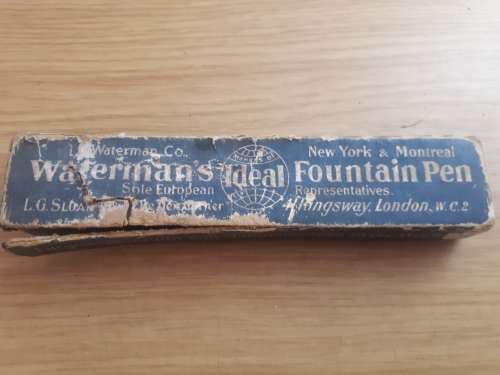 Waterman Co., New York & Montreal
Waterman's Ideal Fountain Pen
Sole European Representatives.
L.G. Kingsway, London, W.C.2